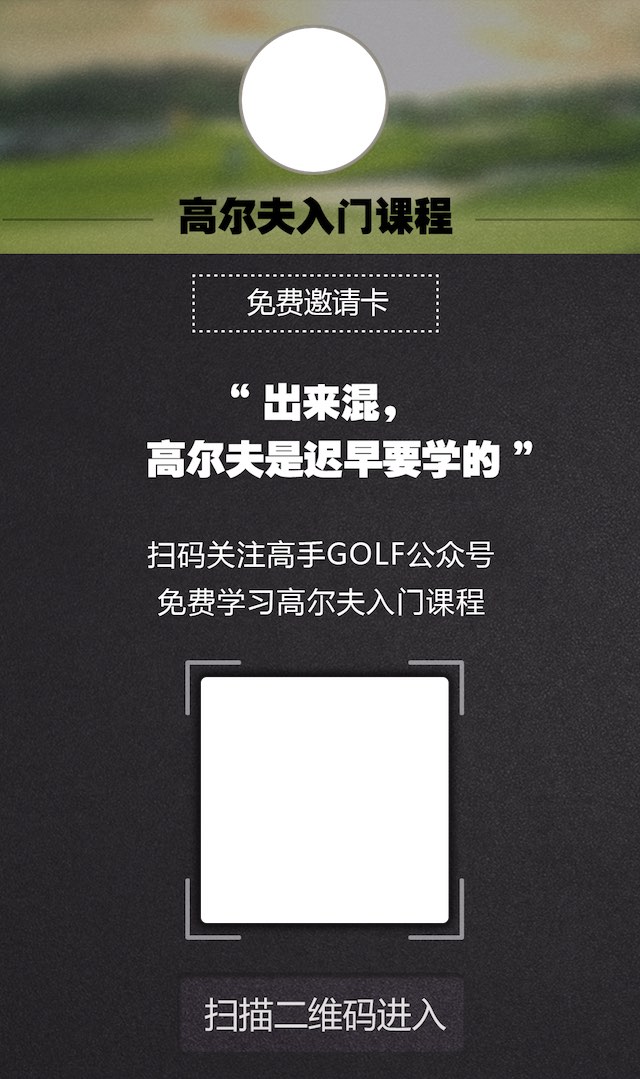 高尔夫入门课程
免费邀请卡
“ 出来混，
高尔夫是迟早要学的 ”
扫码关注高手GOLF公众号
免费学习高尔夫入门课程
扫描二维码进入